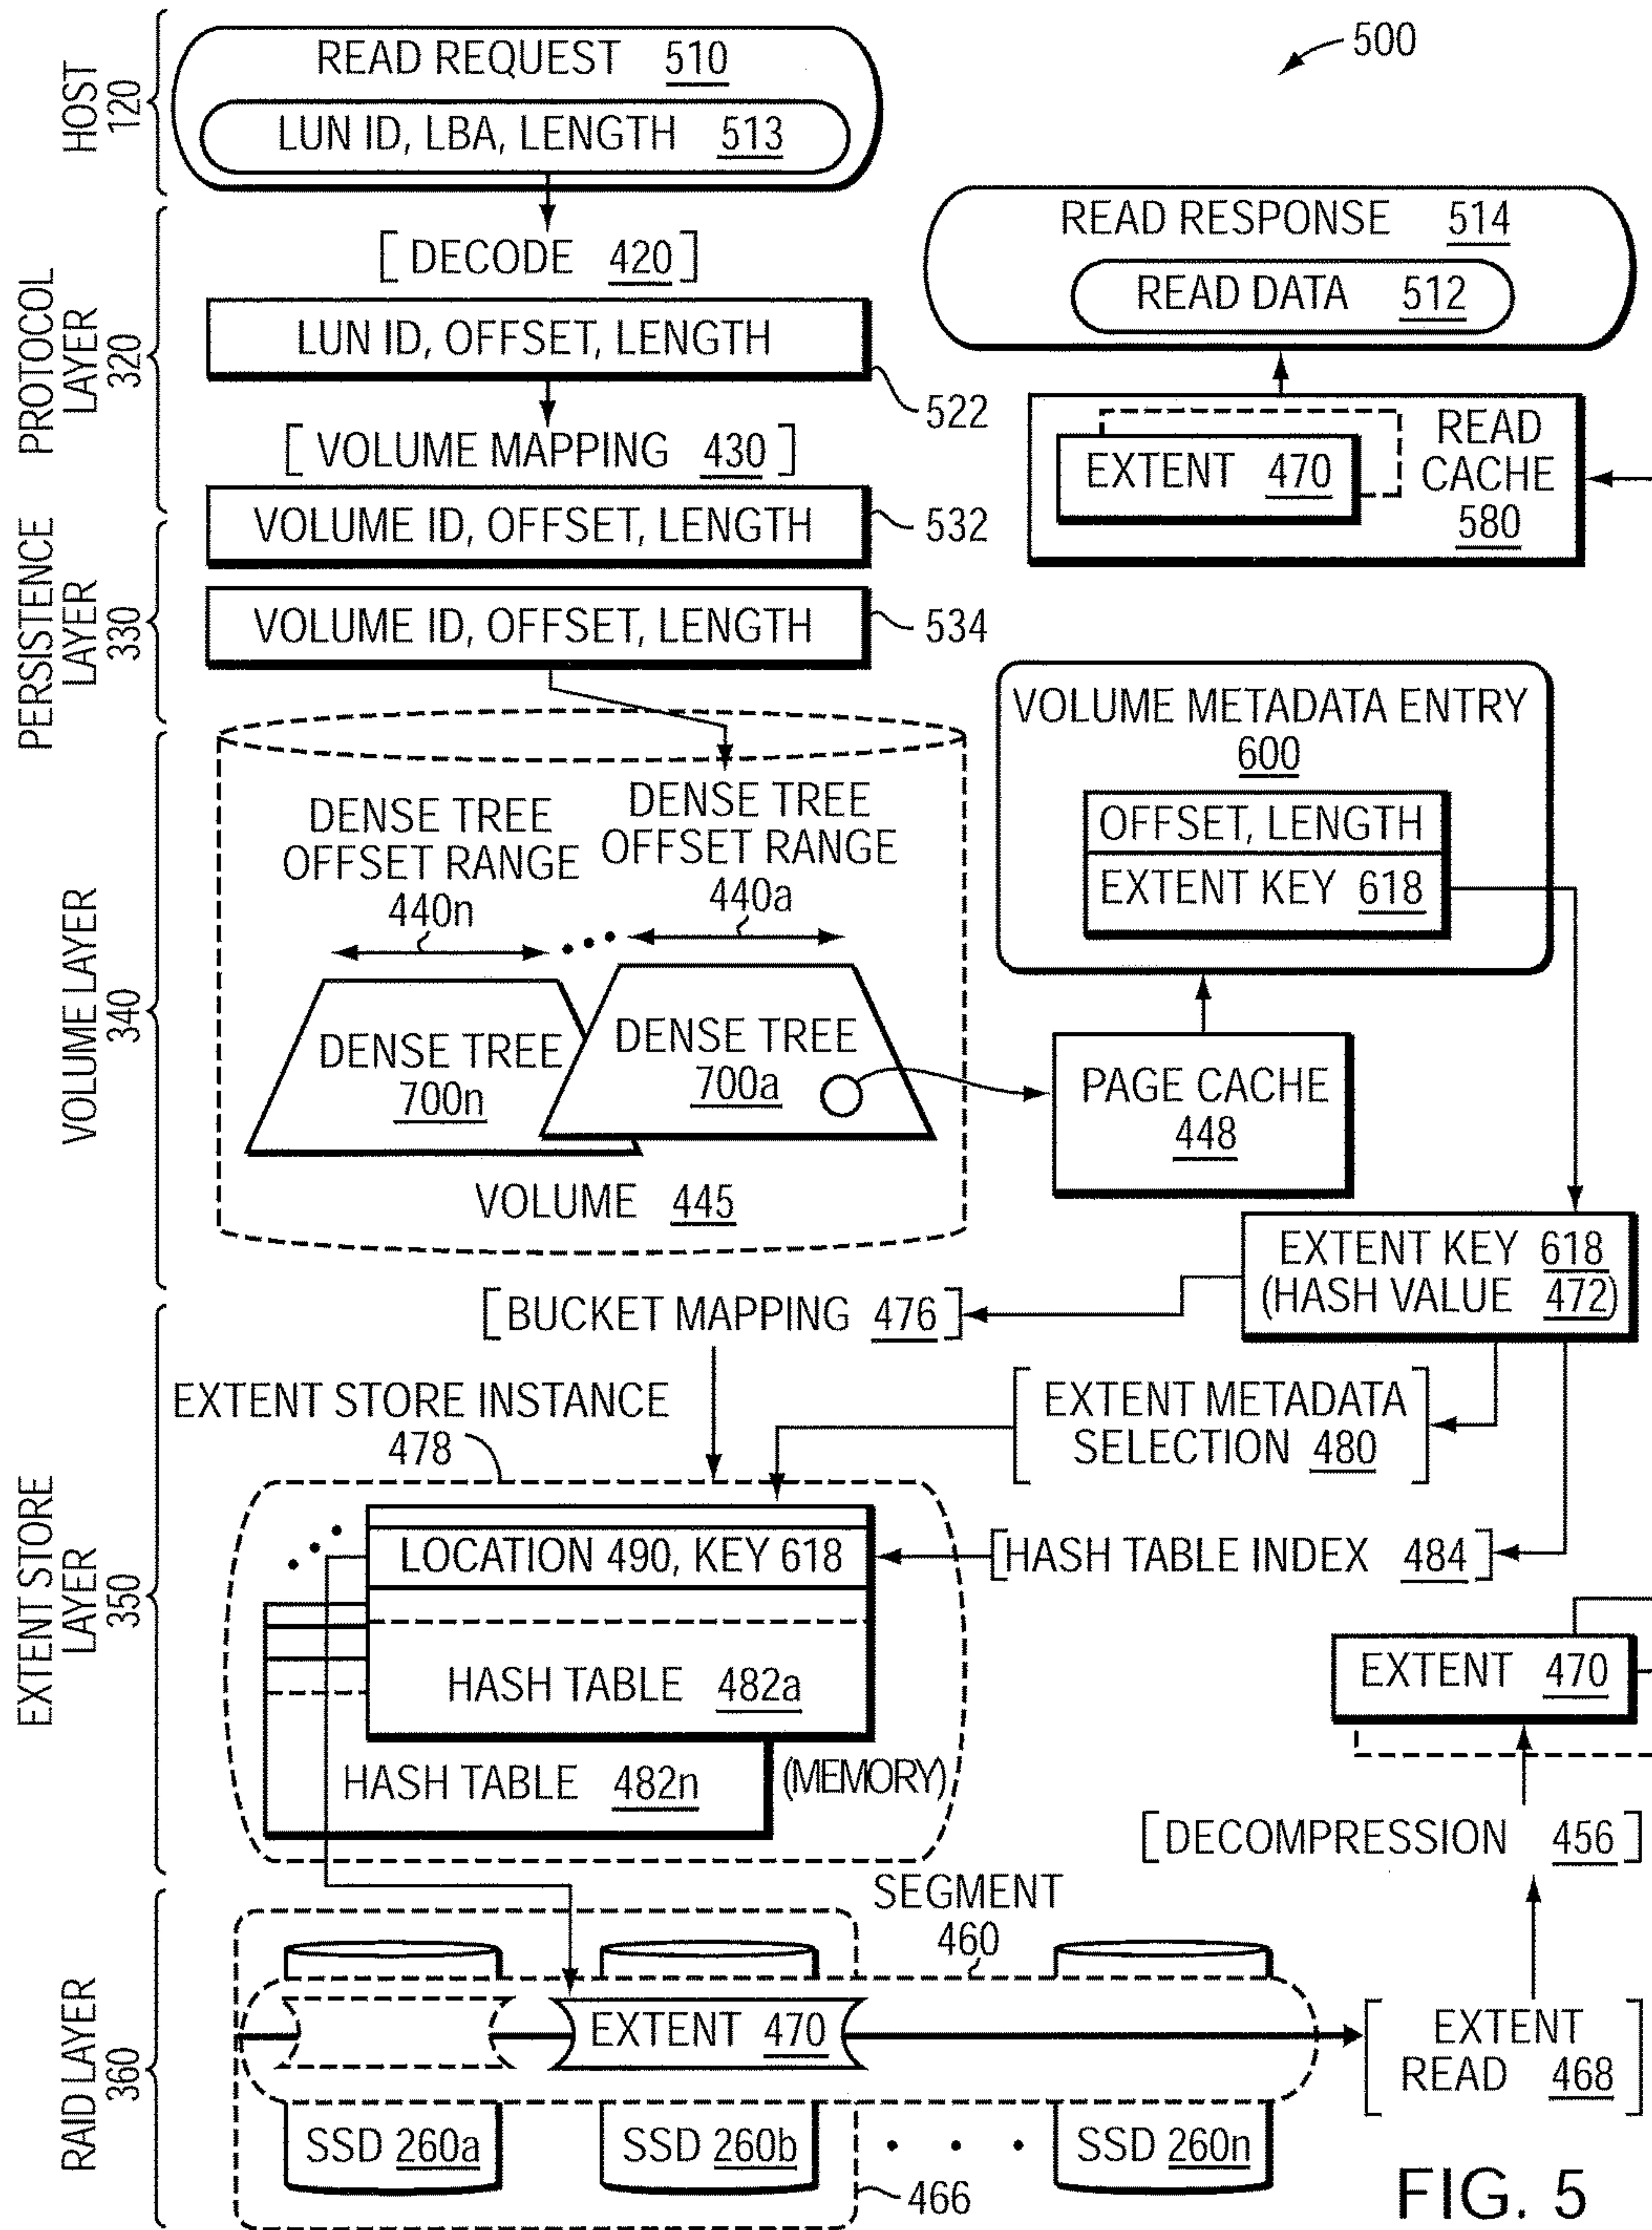 HOST
120
READ REQUEST 510
LUN ID, LBA, LENGTH 513
500
PROTOCOL
LAYER
320
[ DECODE 420 ]
LUN ID, OFFSET, LENGTH
522
[ VOLUME MAPPING 430 ]
VOLUME ID, OFFSET, LENGTH
532
READ RESPONSE 514
READ DATA 512
EXTENT 470
READ
CACHE
580
PERSISTENCE
LAYER
330
VOLUME ID, OFFSET, LENGTH
534
VOLUME LAYER
340
DENSE TREE
OFFSET RANGE
440n
DENSE TREE
OFFSET RANGE
440a
DENSE TREE
700n
DENSE TREE
700a
VOLUME 445
VOLUME METADATA ENTRY
600
OFFSET, LENGTH
EXTENT KEY 618
PAGE CACHE
448
EXTENT KEY 618
(HASH VALUE 472)
EXTENT STORE
LAYER
350
[BUCKET MAPPING 476]
EXTENT STORE INSTANCE
478
[EXTENT METADATA
SELECTION 480]
LOCATION 490, KEY 618
[HASH TABLE INDEX 484]
HASH TABLE 482a
HASH TABLE 482n
(MEMORY)
EXTENT 470
[DECOMPRESSION 456]
RAID LAYER
360
SEGMENT
460
EXTENT 470
[EXTENT
READ 468]
SSD 260a
SSD 260b
SSD 260n
466
FIG. 5